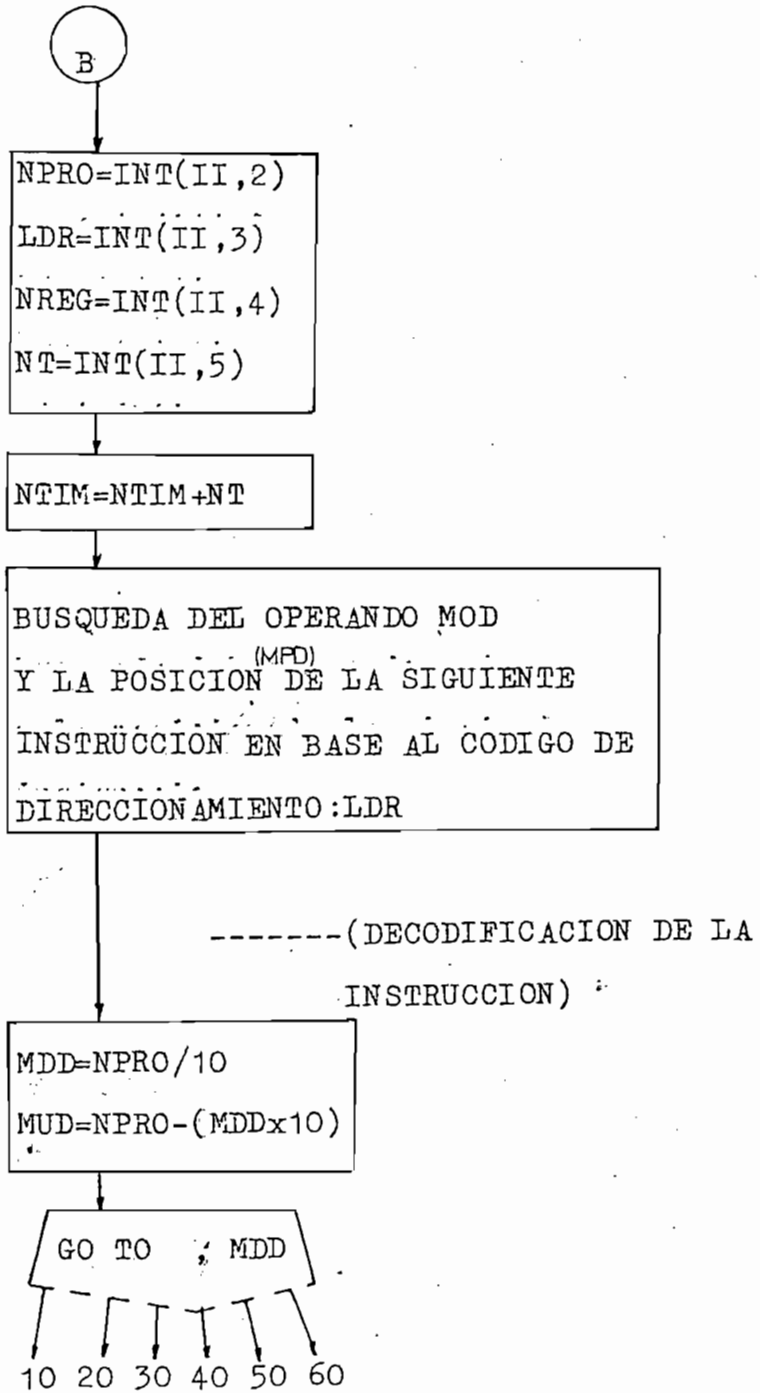 B
NPRO=INT(II,2)
LDR=INT(II,3)
NREG=INT(II,4)
NT=INT(II,5)
NTIM=NTIM+NT
BUSQUEDA DEL OPERANDO MOD
(MPD)
Y LA POSICION DE LA SIGUIENTE
INSTRUCCION EN BASE AL CODIGO DE
DIRECCIONAMIENTO:LDR
-------(DECODIFICACION DE LA
INSTRUCCION)
MDD=NPRO/10
MUD=NPRO-(MDDx10)
GO TO , MDD
10 20 30 40 50 60